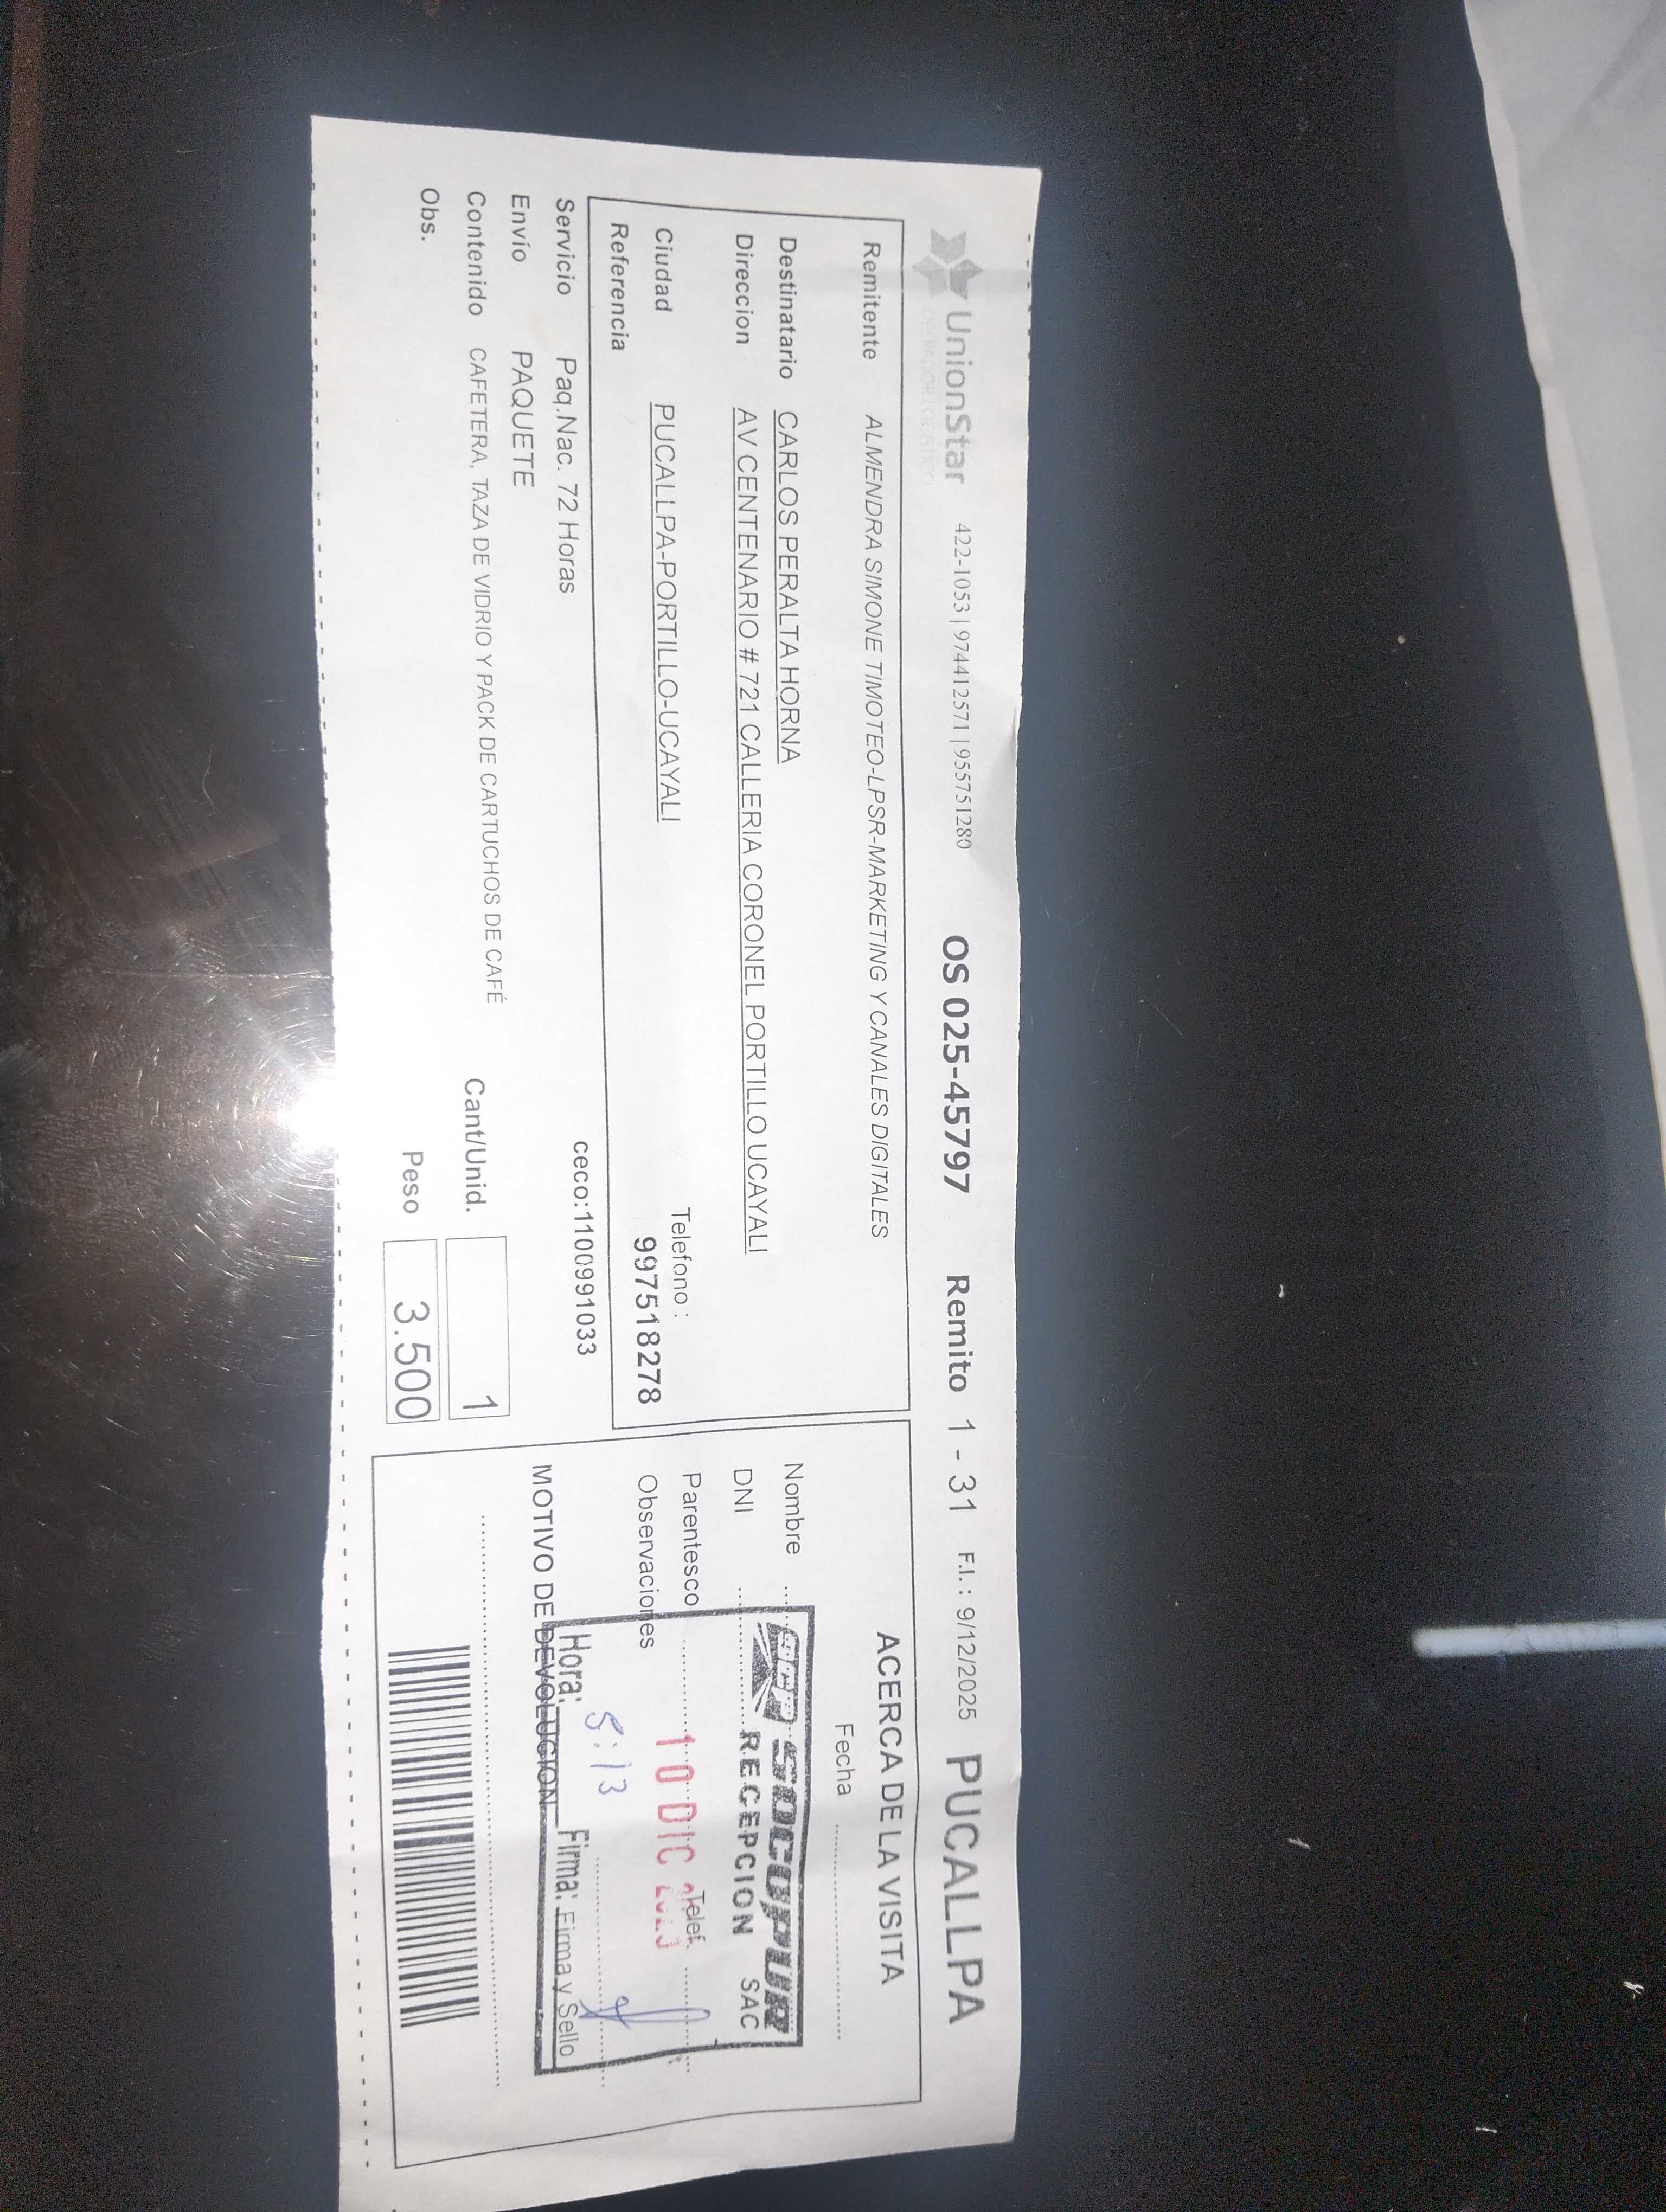 UnionStar 422-1053 | 974412571 | 955751280 OS 025-45797 Remito 1 - 31 F.I. : 9/12/2025 PUCALLPA
OPERADOR LOGISTICO
Remitente ALMENDRA SIMONE TIMOTEO-LPSR-MARKETING Y CANALES DIGITALES
Destinatario CARLOS PERALTA HORNA
Direccion AV CENTENARIO # 721 CALLERIA CORONEL PORTILLO UCAYALI
Ciudad PUCALLPA-PORTILLO-UCAYALI
Telefono :
997518278
Referencia
Servicio Paq.Nac. 72 Horas ceco:1100991033
Envío PAQUETE
Contenido CAFETERA, TAZA DE VIDRIO Y PACK DE CARTUCHOS DE CAFÉ
Cant/Unid. 1
Obs.
Peso 3.500
ACERCA DE LA VISITA
Fecha
Nombre
DNI
Parentesco Telef.
Observaciones
SOCOPUR
RECEPCION SAC
10 DIC
Hora: Firma:
Firma y Sello
MOTIVO DE DEVOLUCION